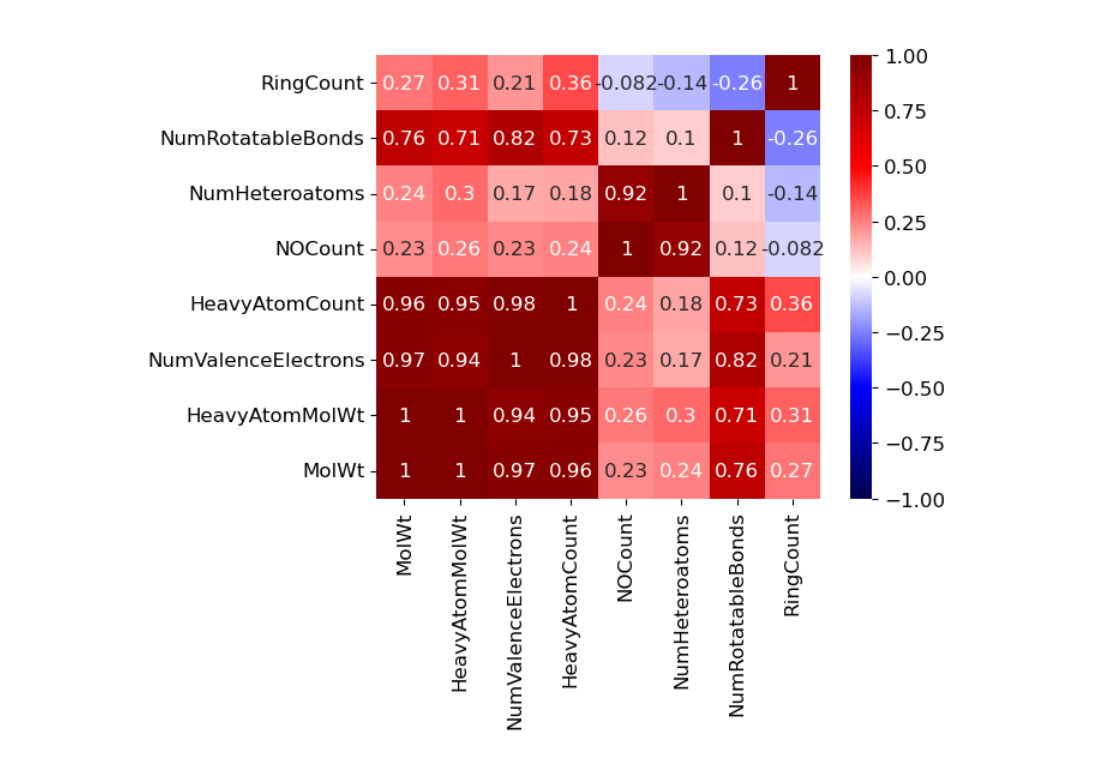 RingCount 0.27 0.31 0.21 0.36 -0.082 -0.14 -0.26 1
NumRotatableBonds 0.76 0.71 0.82 0.73 0.12 0.1 1 -0.26
NumHeteroatoms 0.24 0.3 0.17 0.18 0.92 1 0.1 -0.14
NOCount 0.23 0.26 0.23 0.24 1 0.92 0.12 -0.082
HeavyAtomCount 0.96 0.95 0.98 1 0.24 0.18 0.73 0.36
NumValenceElectrons 0.97 0.94 1 0.98 0.23 0.17 0.82 0.21
HeavyAtomMolWt 1 1 0.94 0.95 0.26 0.3 0.71 0.31
MolWt 1 1 0.97 0.96 0.23 0.24 0.76 0.27
MolWt
HeavyAtomMolWt
NumValenceElectrons
HeavyAtomCount
NOCount
NumHeteroatoms
NumRotatableBonds
RingCount
1.00
0.75
0.50
0.25
0.00
−0.25
−0.50
−0.75
−1.00